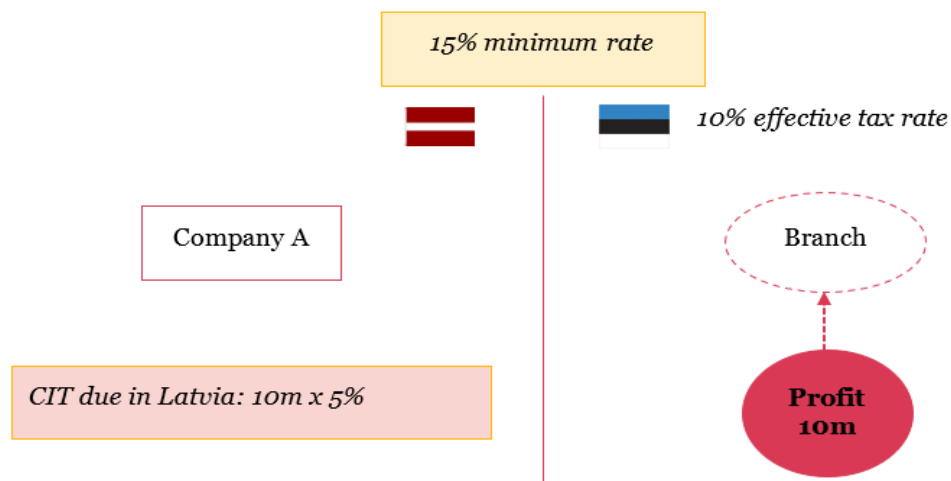 15% minimum rate
10% effective tax rate
Company A
Branch
CIT due in Latvia: 10m x 5%
Profit
10m